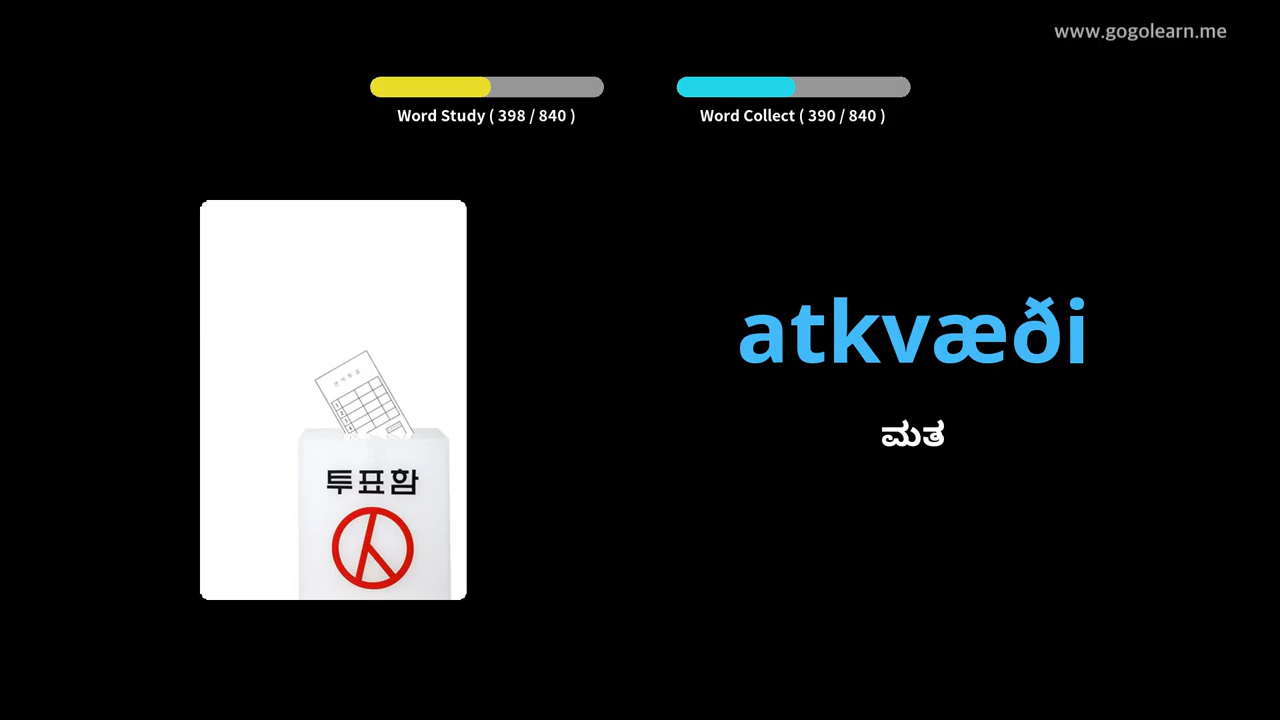 www.gogolearn.me
Word Study ( 398 / 840 )
Word Collect ( 390 / 840 )
atkvæði
ಮತ
투표함